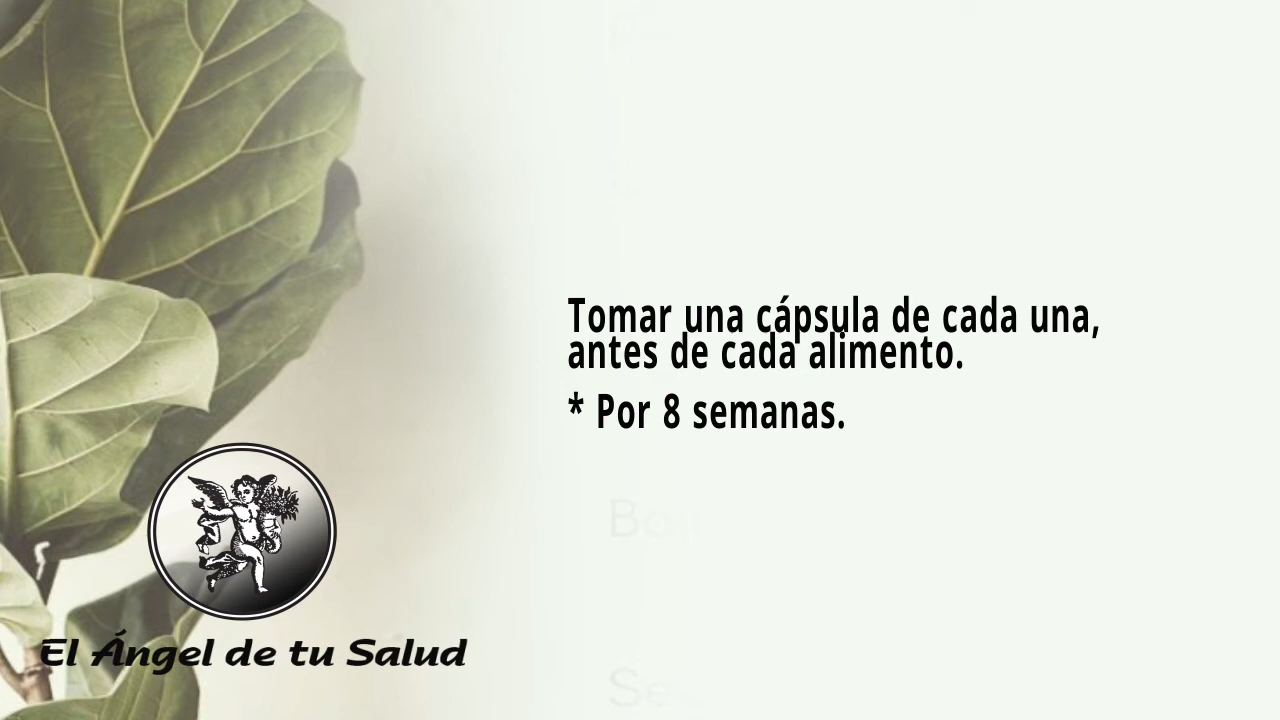 Tomar una cápsula de cada una,
antes de cada alimento.
* Por 8 semanas.
El Ángel de tu Salud